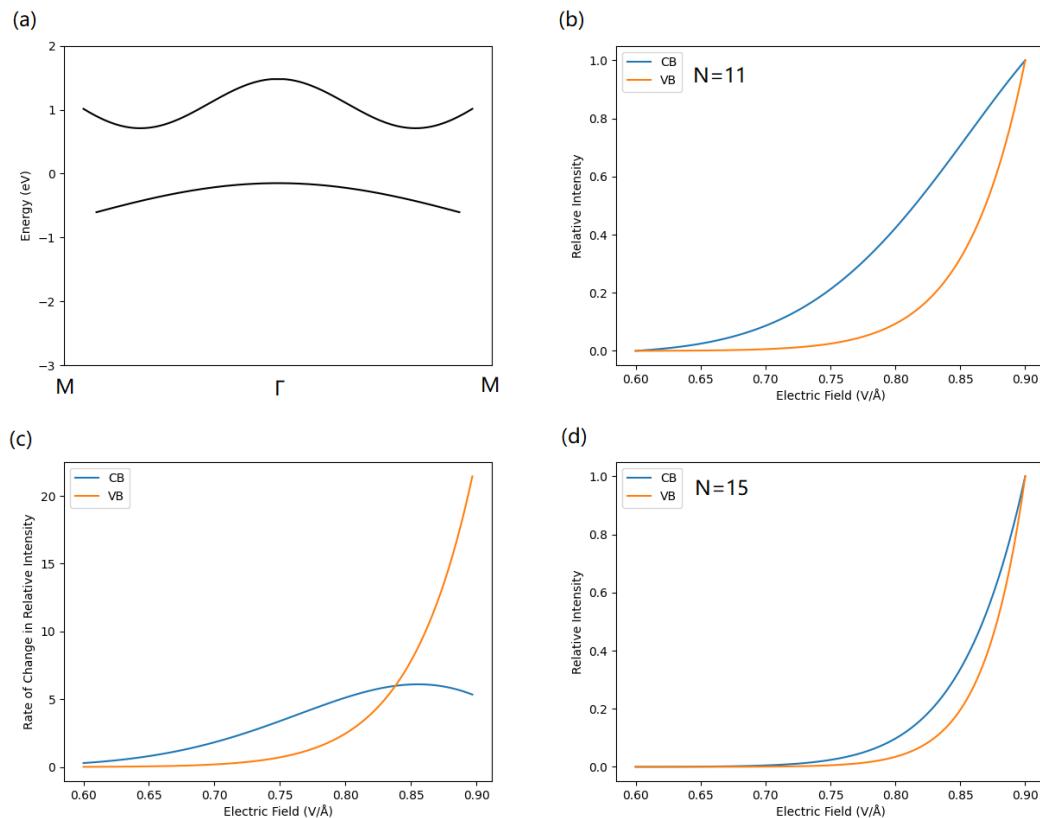 (a)
2
1
0
−1
−2
−3
Energy (eV)
M Γ M
(b)
CB
VB
N=11
1.0
0.8
0.6
0.4
0.2
0.0
Relative Intensity
0.60 0.65 0.70 0.75 0.80 0.85 0.90
Electric Field (V/Å)
(c)
CB
VB
20
15
10
5
0
Rate of Change in Relative Intensity
0.60 0.65 0.70 0.75 0.80 0.85 0.90
Electric Field (V/Å)
(d)
CB
VB
N=15
1.0
0.8
0.6
0.4
0.2
0.0
Relative Intensity
0.60 0.65 0.70 0.75 0.80 0.85 0.90
Electric Field (V/Å)